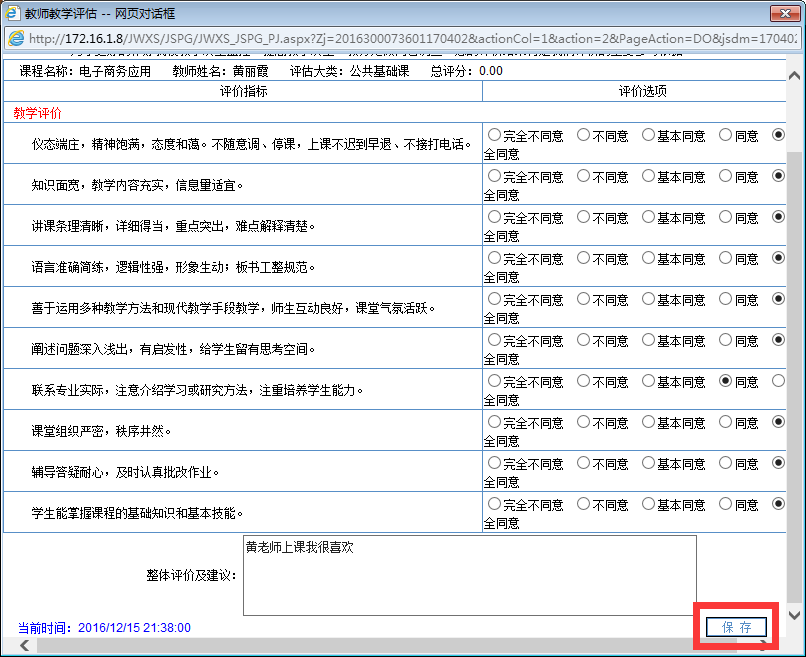 教师教学评估 -- 网页对话框
http://172.16.1.8/JWXS/JSPG/JWXS_JSPG_PJ.aspx?Zj=20163000073601170402&actionCol=1&action=2&PageAction=DO&jsdm=170402
课程名称：电子商务应用 教师姓名：黄丽霞 评估大类：公共基础课 总评分：0.00
评价指标 评价选项
教学评价
仪态端庄，精神饱满，态度和蔼。不随意调、停课，上课不迟到早退、不接打电话。 完全不同意 不同意 基本同意 同意
全同意
知识面宽，教学内容充实，信息量适宜。 完全不同意 不同意 基本同意 同意
全同意
讲课条理清晰，详细得当，重点突出，难点解释清楚。 完全不同意 不同意 基本同意 同意
全同意
语言准确简练，逻辑性强，形象生动；板书工整规范。 完全不同意 不同意 基本同意 同意
全同意
善于运用多种教学方法和现代教学手段教学，师生互动良好，课堂气氛活跃。 完全不同意 不同意 基本同意 同意
全同意
阐述问题深入浅出，有启发性，给学生留有思考空间。 完全不同意 不同意 基本同意 同意
全同意
联系专业实际，注意介绍学习或研究方法，注重培养学生能力。 完全不同意 不同意 基本同意 同意
全同意
课堂组织严密，秩序井然。 完全不同意 不同意 基本同意 同意
全同意
辅导答疑耐心，及时认真批改作业。 完全不同意 不同意 基本同意 同意
全同意
学生能掌握课程的基础知识和基本技能。 完全不同意 不同意 基本同意 同意
全同意
黄老师上课我很喜欢
整体评价及建议：
当前时间：2016/12/15 21:38:00 保 存